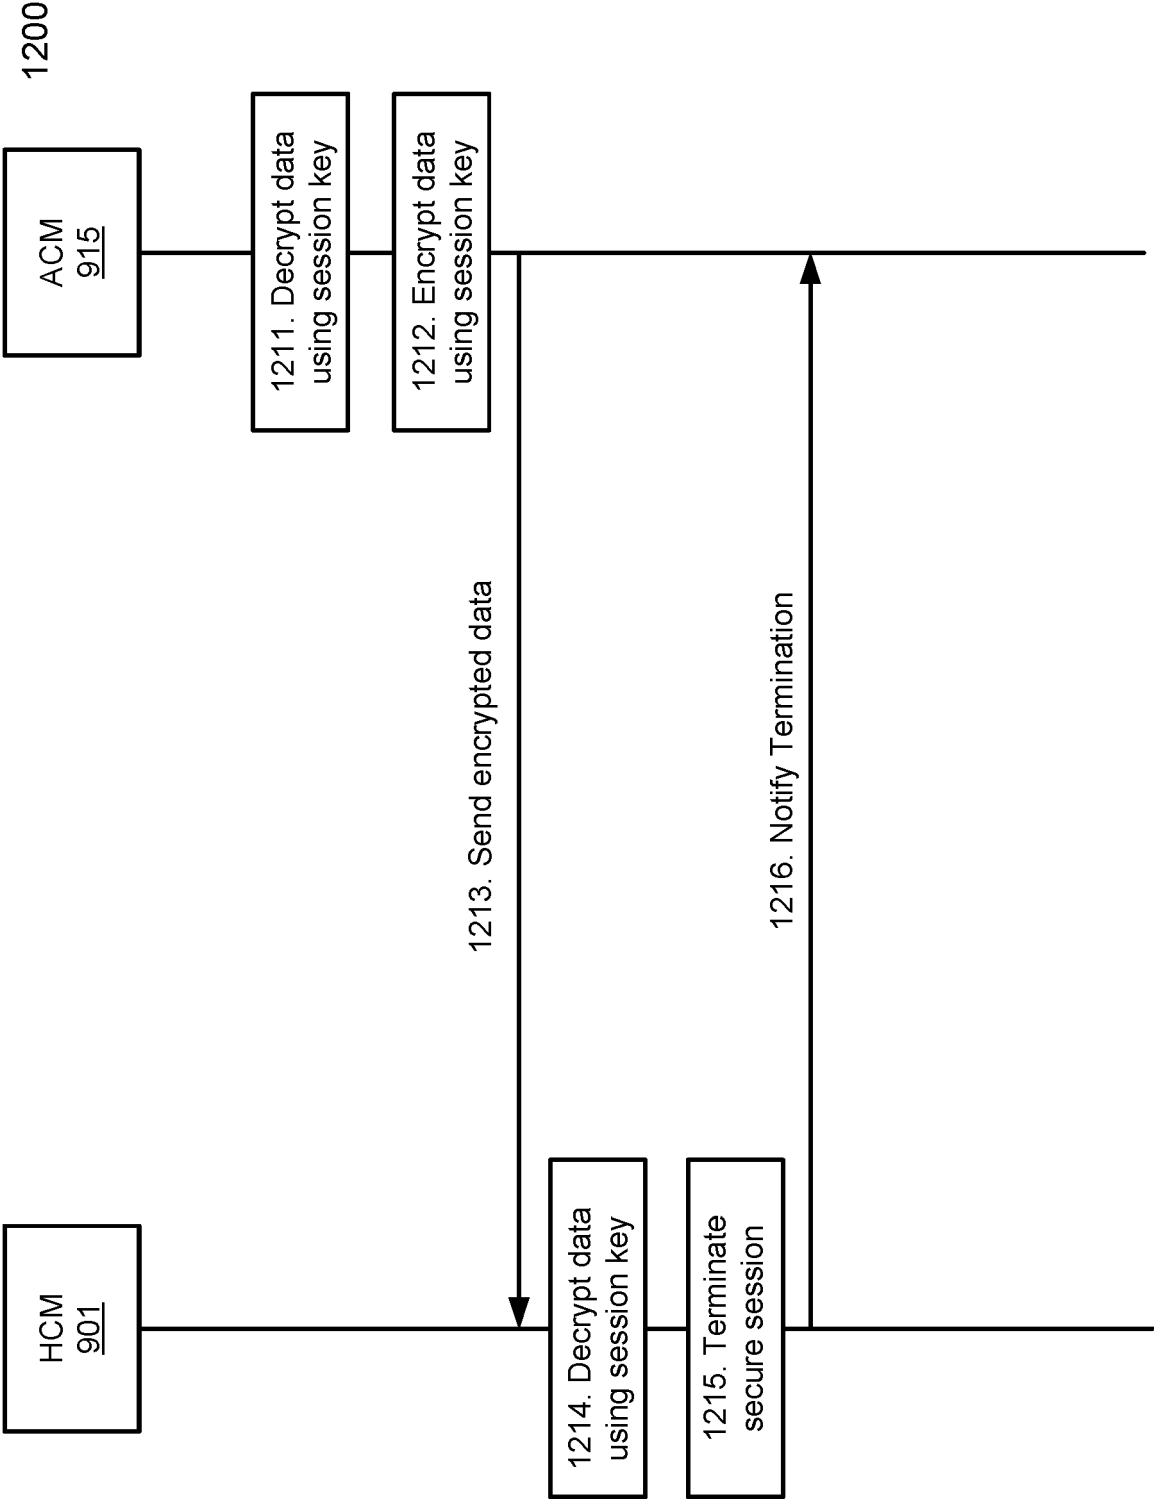 1200
HCM
901
ACM
915
1211. Decrypt data
using session key
1212. Encrypt data
using session key
1213. Send encrypted data
1214. Decrypt data
using session key
1215. Terminate
secure session
1216. Notify Termination